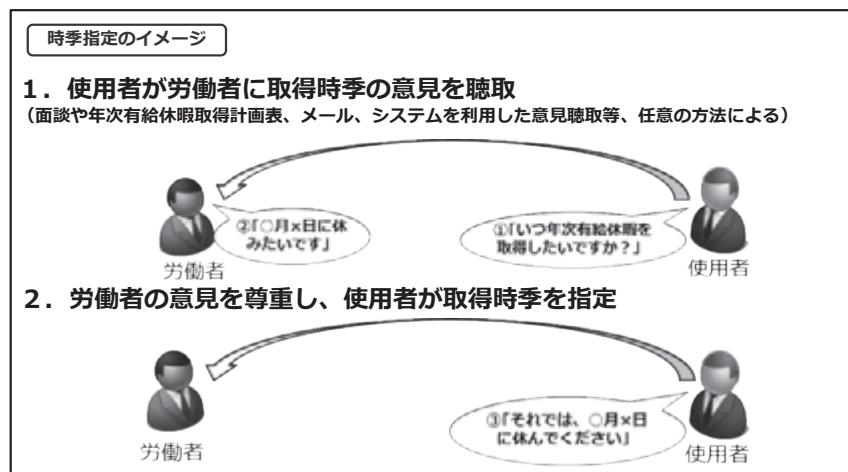 時季指定のイメージ
１．使用者が労働者に取得時季の意見を聴取
（面談や年次有給休暇取得計画表、メール、システムを利用した意見聴取等、任意の方法による）
②「○月×日に休
みたいです」
①「いつ年次有給休暇を
取得したいですか？」
労働者
使用者
２．労働者の意見を尊重し、使用者が取得時季を指定
③「それでは、○月×日
に休んでください」
労働者
使用者